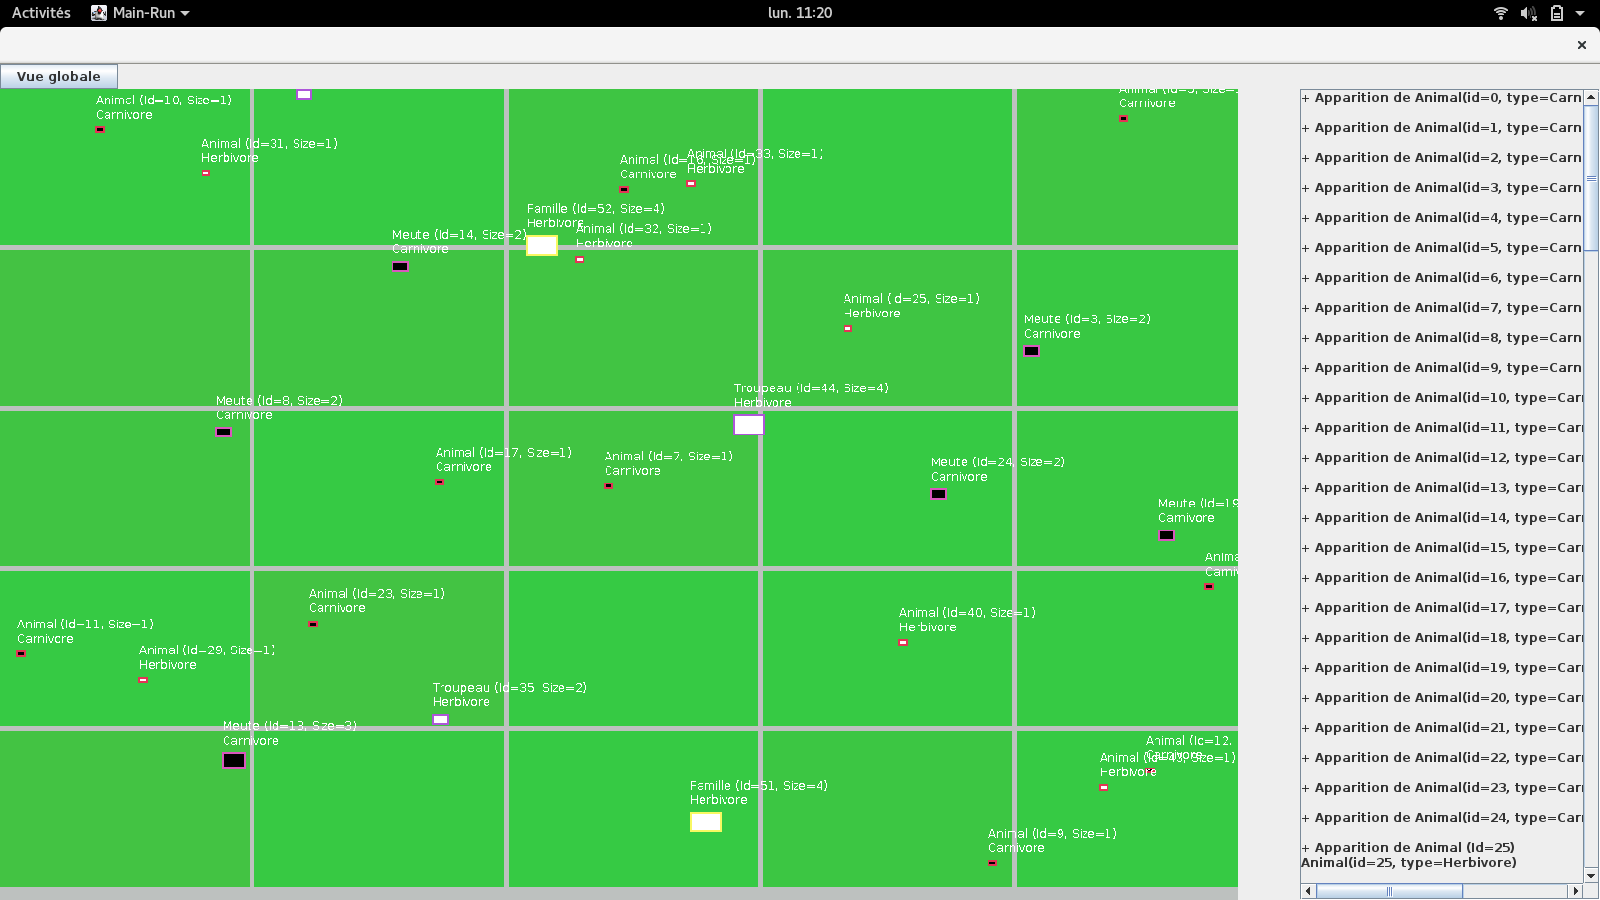 Activités
Main-Run
lun. 11:20
Vue globale
Animal (Id=10, Size=1)
Carnivore
Animal (Id=31, Size=1)
Herbivore
Carnivore
Animal (Id=16, Size=1)
Carnivore
Animal (Id=33, Size=1)
Herbivore
Famille (Id=52, Size=4)
Herbivore
Animal (Id=32, Size=1)
Herbivore
Meute (Id=14, Size=2)
Carnivore
Animal (Id=25, Size=1)
Herbivore
Meute (Id=3, Size=2)
Carnivore
Troupeau (Id=44, Size=4)
Herbivore
Meute (Id=8, Size=2)
Carnivore
Animal (Id=17, Size=1)
Carnivore
Animal (Id=7, Size=1)
Carnivore
Meute (Id=24, Size=2)
Carnivore
Meute (Id=19
Carnivore
Anima
Carniv
Animal (Id=23, Size=1)
Carnivore
Animal (Id=40, Size=1)
Herbivore
Animal (Id=11, Size=1)
Carnivore
Animal (Id=29, Size=1)
Herbivore
Troupeau (Id=35, Size=2)
Herbivore
Meute (Id=13, Size=3)
Carnivore
Animal (Id=12,
Carnivore
Animal (Id=43, Size=1)
Herbivore
Famille (Id=51, Size=4)
Herbivore
Animal (Id=9, Size=1)
Carnivore
+ Apparition de Animal(id=0, type=Carn
+ Apparition de Animal(id=1, type=Carn
+ Apparition de Animal(id=2, type=Carn
+ Apparition de Animal(id=3, type=Carn
+ Apparition de Animal(id=4, type=Carn
+ Apparition de Animal(id=5, type=Carn
+ Apparition de Animal(id=6, type=Carn
+ Apparition de Animal(id=7, type=Carn
+ Apparition de Animal(id=8, type=Carn
+ Apparition de Animal(id=9, type=Carn
+ Apparition de Animal(id=10, type=Car
+ Apparition de Animal(id=11, type=Car
+ Apparition de Animal(id=12, type=Car
+ Apparition de Animal(id=13, type=Car
+ Apparition de Animal(id=14, type=Car
+ Apparition de Animal(id=15, type=Car
+ Apparition de Animal(id=16, type=Car
+ Apparition de Animal(id=17, type=Car
+ Apparition de Animal(id=18, type=Car
+ Apparition de Animal(id=19, type=Car
+ Apparition de Animal(id=20, type=Car
+ Apparition de Animal(id=21, type=Car
+ Apparition de Animal(id=22, type=Car
+ Apparition de Animal(id=23, type=Car
+ Apparition de Animal(id=24, type=Car
+ Apparition de Animal (Id=25)
Animal(id=25, type=Herbivore)